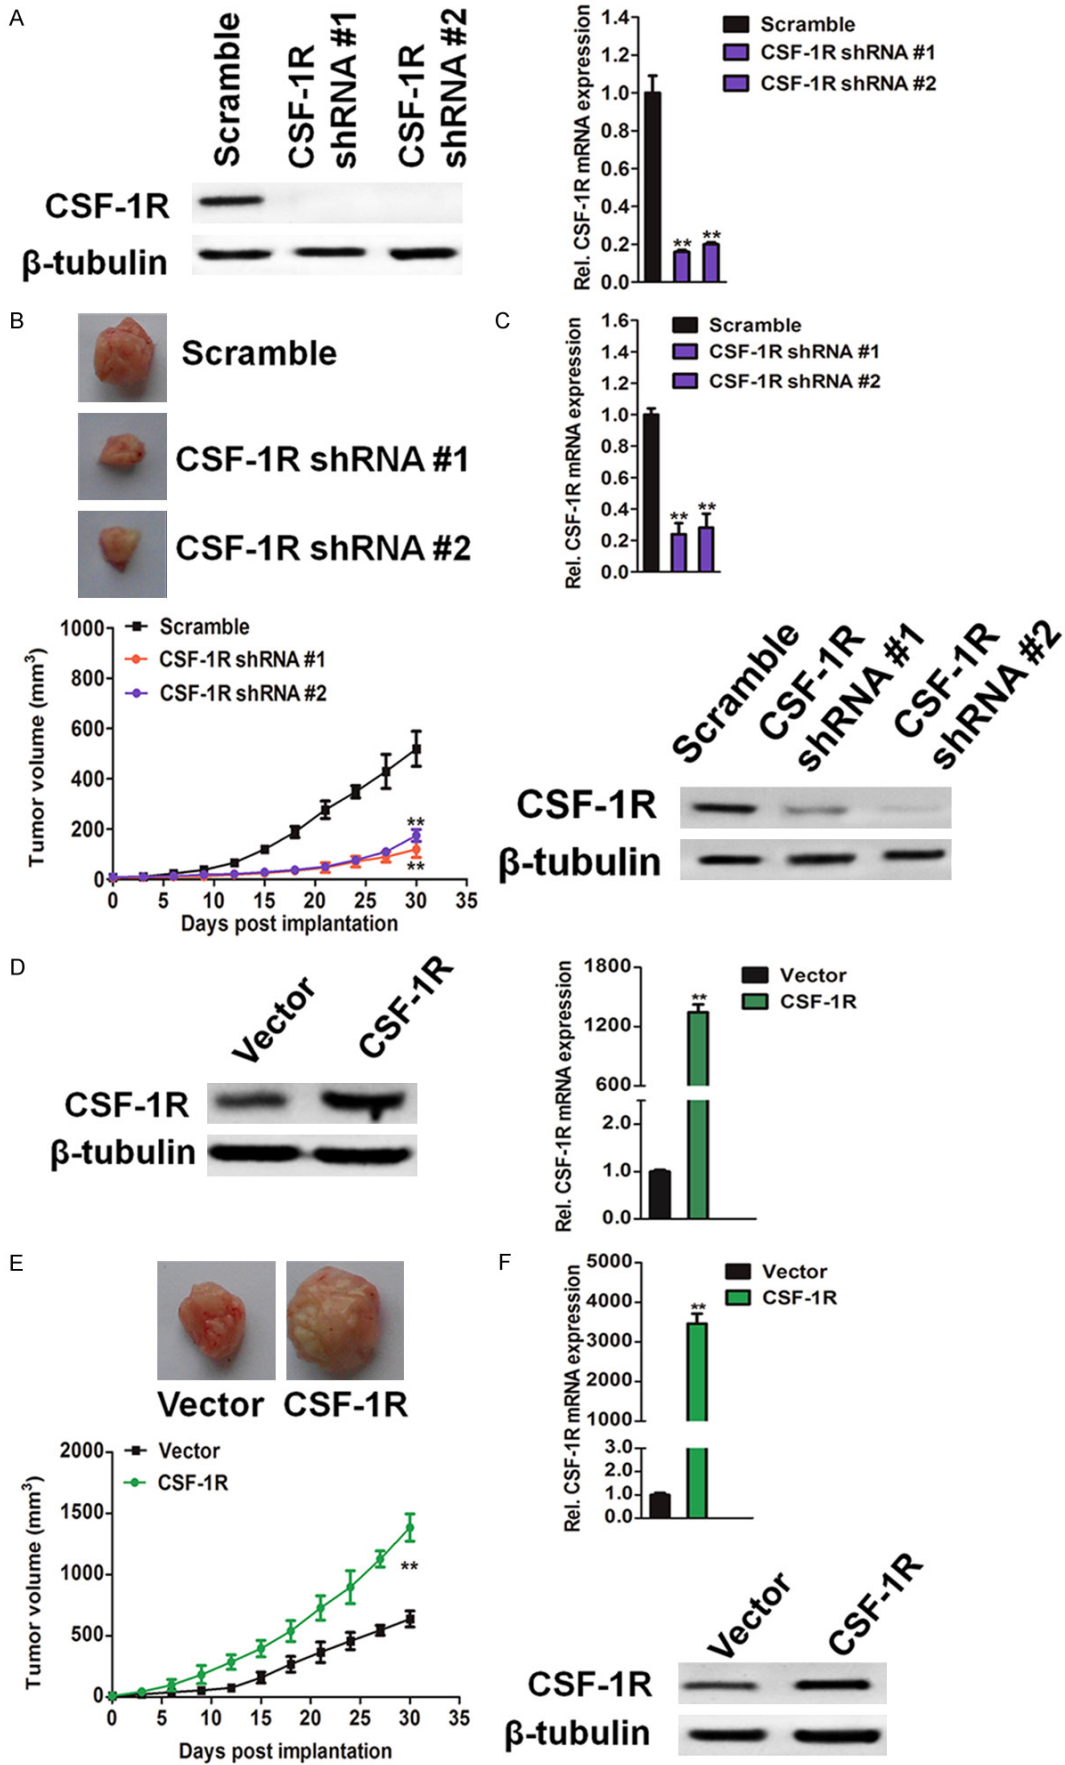 A
Scramble
CSF-1R
shRNA #1
CSF-1R
shRNA #2
CSF-1R
β-tubulin
Rel. CSF-1R mRNA expression
1.4
1.2
1.0
0.8
0.6
0.4
0.2
0.0
** **
Scramble
CSF-1R shRNA #1
CSF-1R shRNA #2
B
Scramble
CSF-1R shRNA #1
CSF-1R shRNA #2
Tumor volume (mm³)
1000
800
600
400
200
0
Scramble
CSF-1R shRNA #1
CSF-1R shRNA #2
**
**
0 5 10 15 20 25 30 35
Days post implantation
C
Rel. CSF-1R mRNA expression
1.6
1.4
1.2
1.0
0.8
0.6
0.4
0.2
0.0
** **
Scramble
CSF-1R shRNA #1
CSF-1R shRNA #2
Scramble
CSF-1R
shRNA #1
CSF-1R
shRNA #2
CSF-1R
β-tubulin
D
Vector
CSF-1R
CSF-1R
β-tubulin
Rel. CSF-1R mRNA expression
1800
1200
600
2.0
1.0
0.0
**
Vector
CSF-1R
E
Vector CSF-1R
Tumor volume (mm³)
2000
1500
1000
500
0
Vector
CSF-1R
**
0 5 10 15 20 25 30 35
Days post implantation
F
Rel. CSF-1R mRNA expression
5000
4000
3000
2000
1000
3.0
2.0
1.0
0.0
**
Vector
CSF-1R
Vector
CSF-1R
CSF-1R
β-tubulin